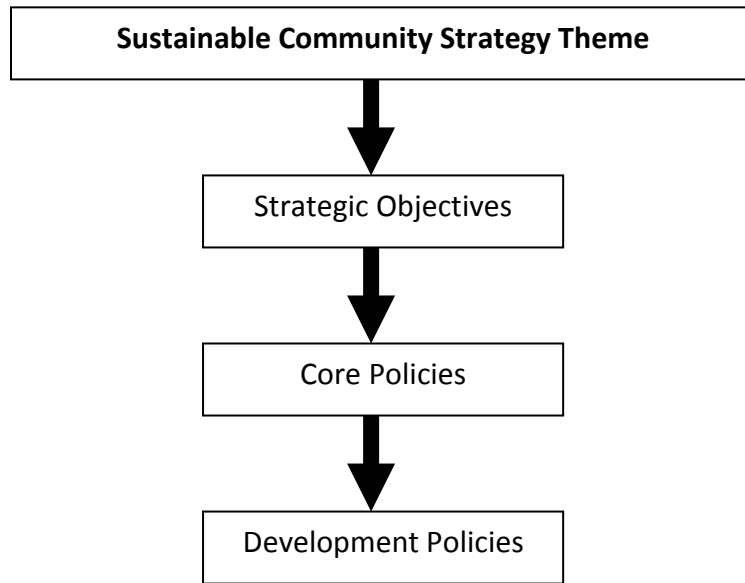 Sustainable Community Strategy Theme
Strategic Objectives
Core Policies
Development Policies